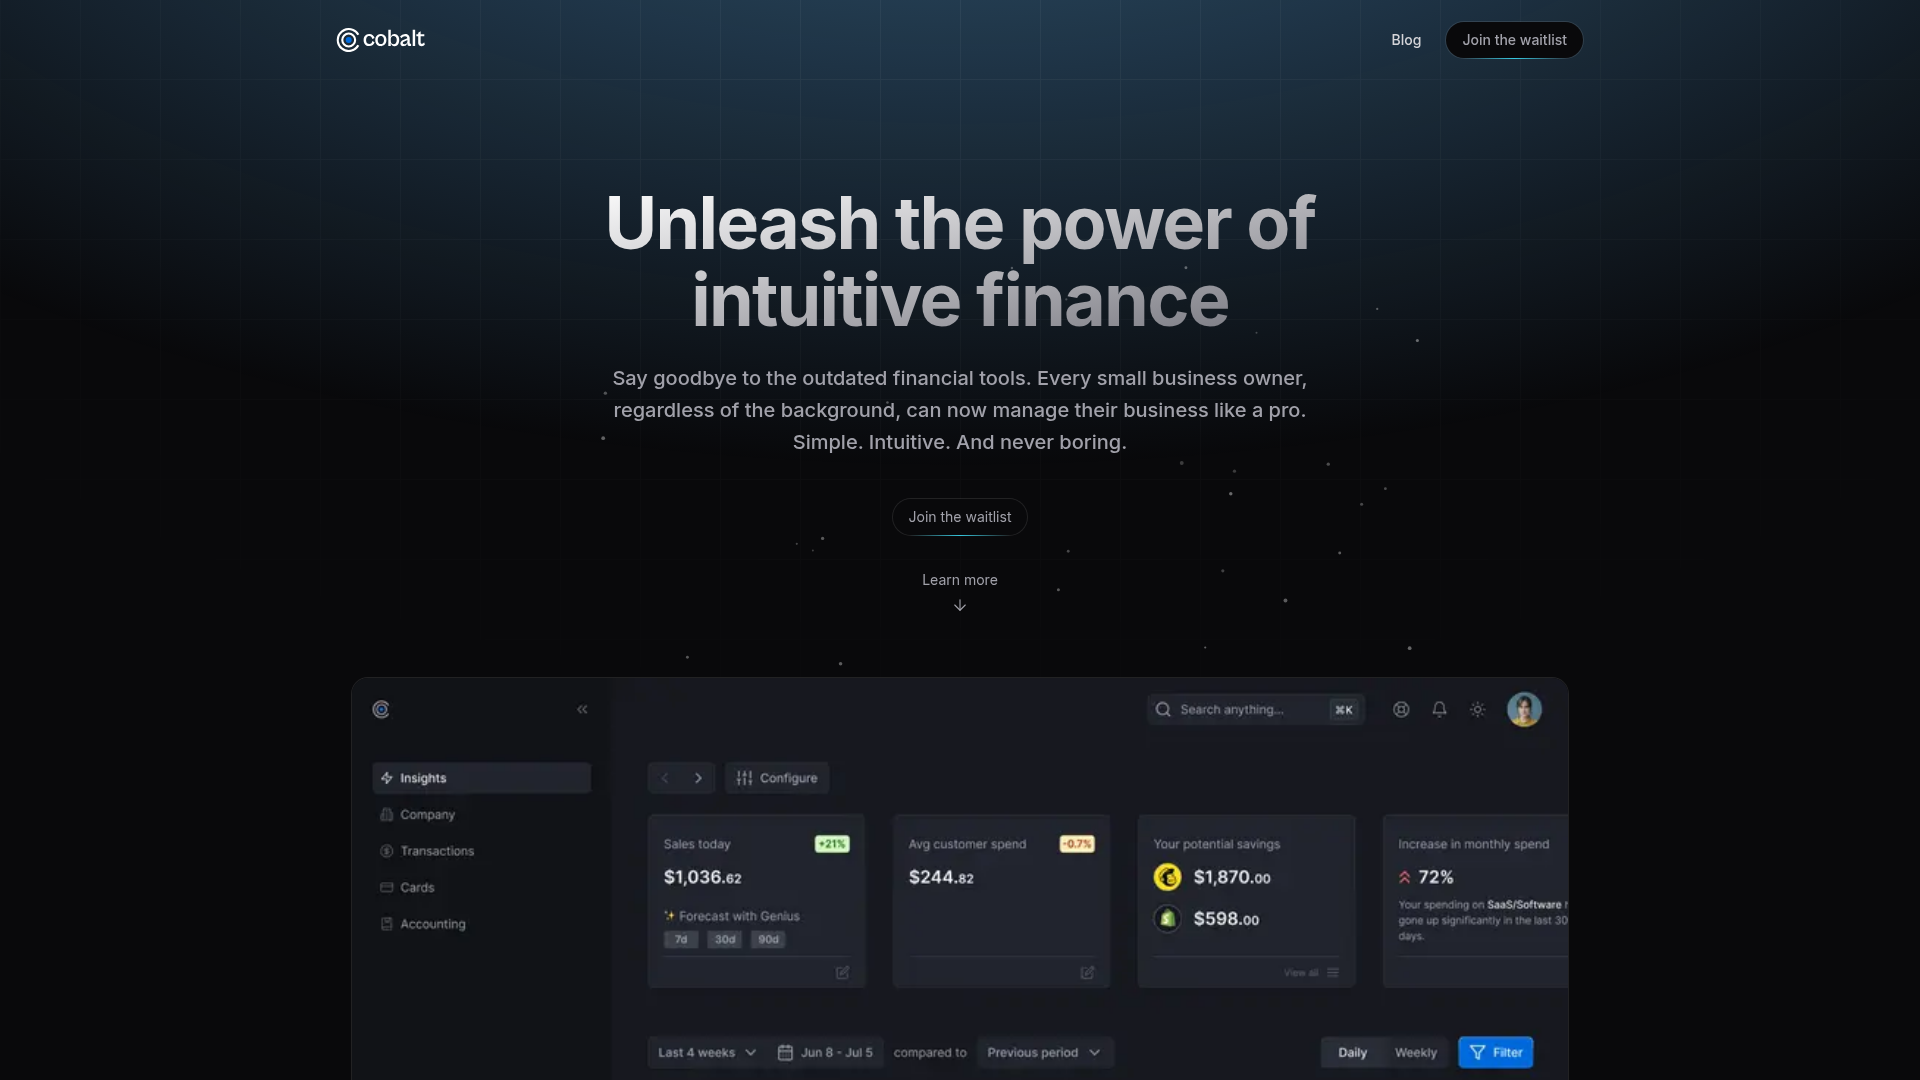 cobalt
Blog
Join the waitlist
Unleash the power of
intuitive finance
Say goodbye to the outdated financial tools. Every small business owner,
regardless of the background, can now manage their business like a pro.
Simple. Intuitive. And never boring.
Join the waitlist
Learn more
Search anything...
⌘K
Insights
Company
Transactions
Cards
Accounting
Configure
Sales today
+21%
$1,036.62
Forecast with Genius
7d 30d 90d
Avg customer spend
-0.7%
$244.82
Your potential savings
$1,870.00
$598.00
View all
Increase in monthly spend
72%
Your spending on SaaS/Software
gone up significantly in the last 30
days.
Last 4 weeks
Jun 8 - Jul 5
compared to
Previous period
Daily
Weekly
Filter